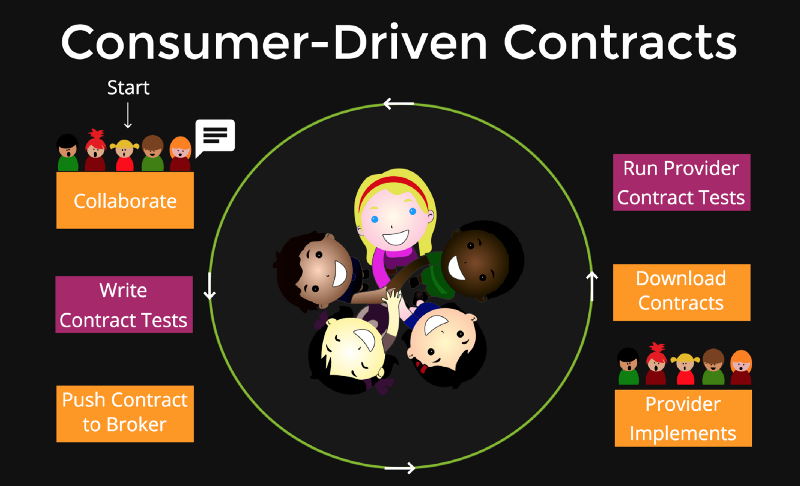 Consumer-Driven Contracts
Start
Collaborate
Write
Contract Tests
Push Contract
to Broker
Provider
Implements
Download
Contracts
Run Provider
Contract Tests